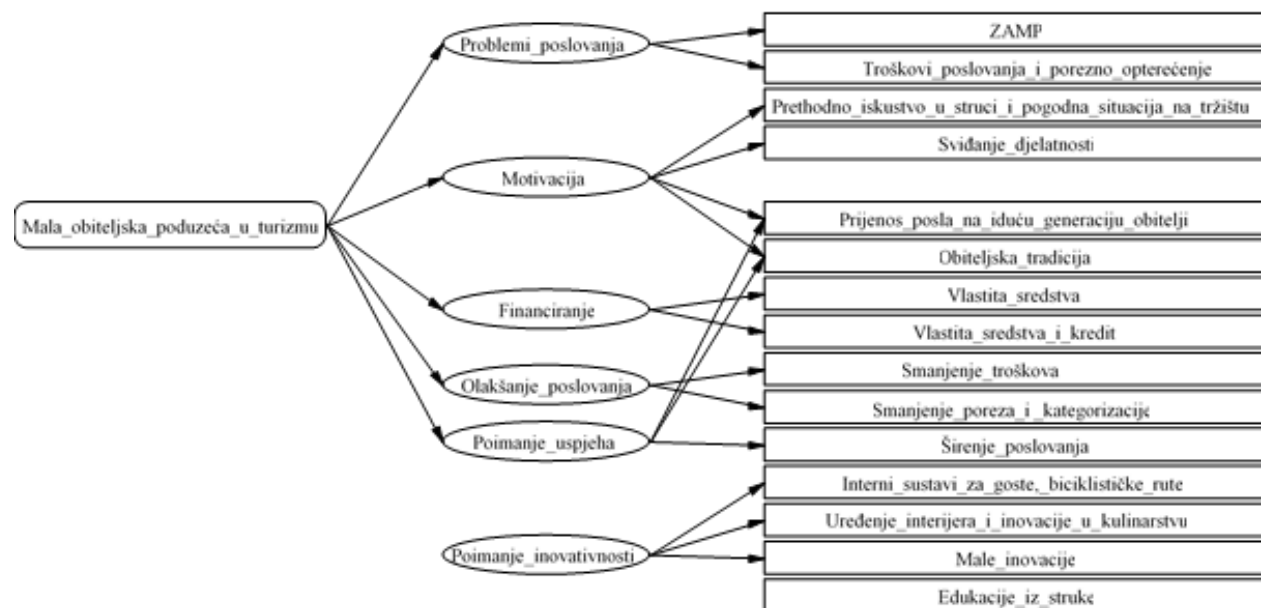 Mala_obiteljska_poduzeća_u_turizmu
Problemi_poslovanja
Motivacija
Financiranje
Olakšanje_poslovanja
Poimanje_uspjeha
Poimanje_inovativnosti
ZAMP
Troškovi_poslovanja_i_porezno_opterećenje
Prethodno_iskustvo_u_struci_i_pogodna_situacija_na_tržištu
Sviđanje_djelatnosti
Prijenos_posla_na_iduću_generaciju_obitelji
Obiteljska_tradicija
Vlastita_sredstva
Vlastita_sredstva_i_kredit
Smanjenje_troškova
Smanjenje_poreza_i_kategorizacije
Širenje_poslovanja
Interni_sustavi_za_goste,_biciklističke_rute
Uređenje_interijera_i_inovacije_u_kulinarstvu
Male_inovacije
Edukacije_iz_struke